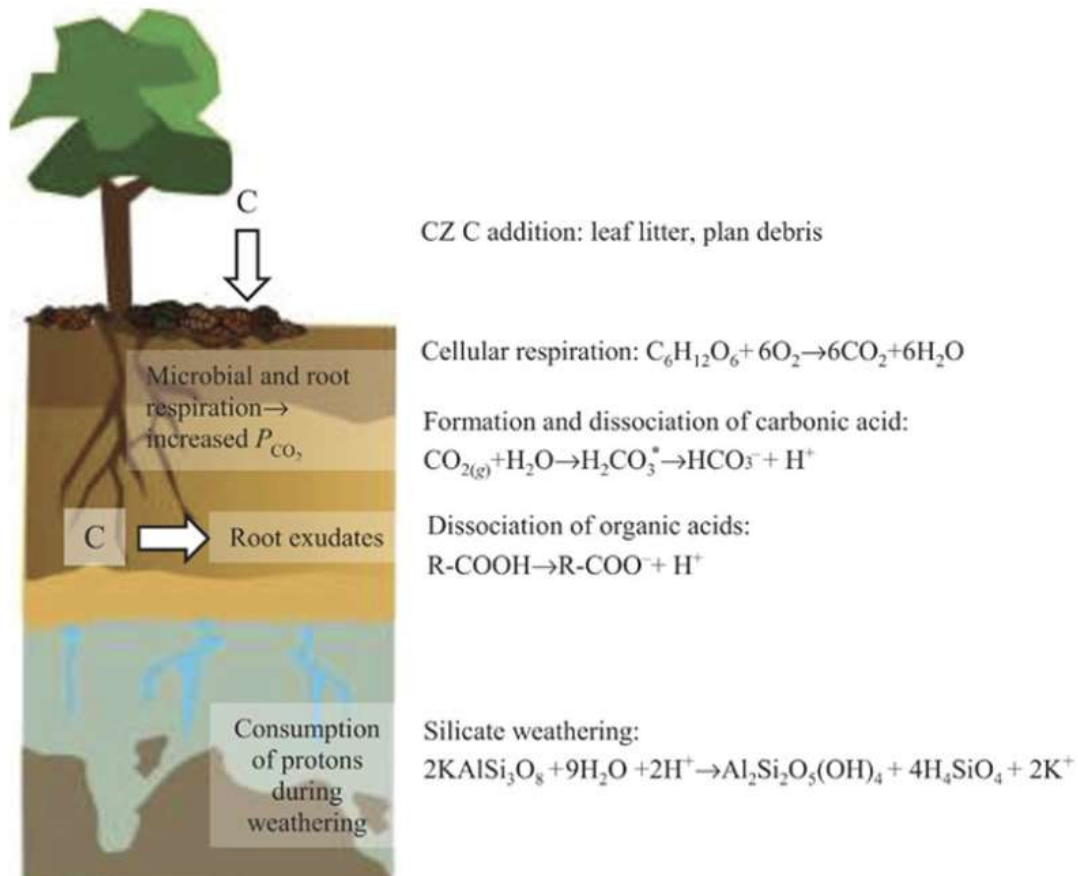 C
CZ C addition: leaf litter, plan debris
Cellular respiration: C₆H₁₂O₆+ 6O₂→6CO₂+6H₂O
Microbial and root
respiration→
increased P_CO₂
Formation and dissociation of carbonic acid:
CO₂(g)+H₂O→H₂CO₃*→HCO₃⁻+ H⁺
C
Root exudates
Dissociation of organic acids:
R-COOH→R-COO⁻+ H⁺
Consumption
of protons
during
weathering
Silicate weathering:
2KAlSi₃O₈ +9H₂O +2H⁺→Al₂Si₂O₅(OH)₄ + 4H₄SiO₄ + 2K⁺